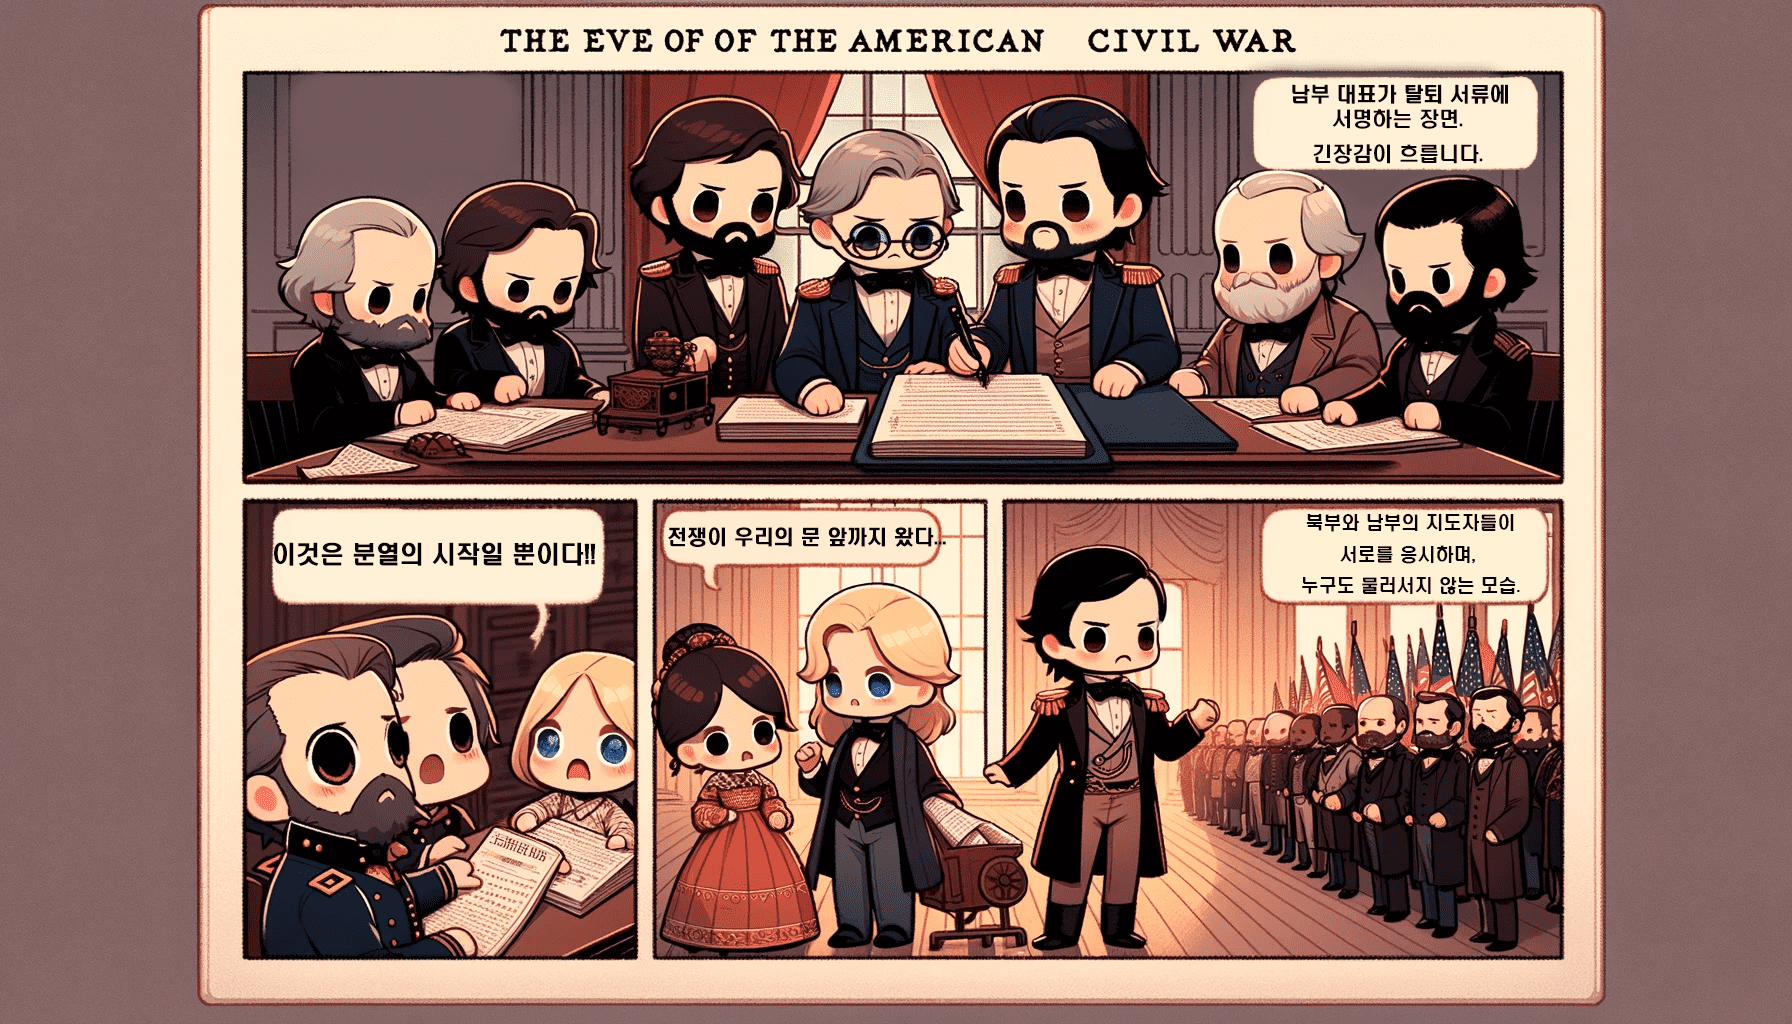 THE EVE OF OF THE AMERICAN CIVIL WAR
남부 대표가 탈퇴 서류에
서명하는 장면.
긴장감이 흐릅니다.
이것은 분열의 시작일 뿐이다!!
전쟁이 우리의 문 앞까지 왔다...
북부와 남부의 지도자들이
서로를 응시하며,
누구도 물러서지 않는 모습.